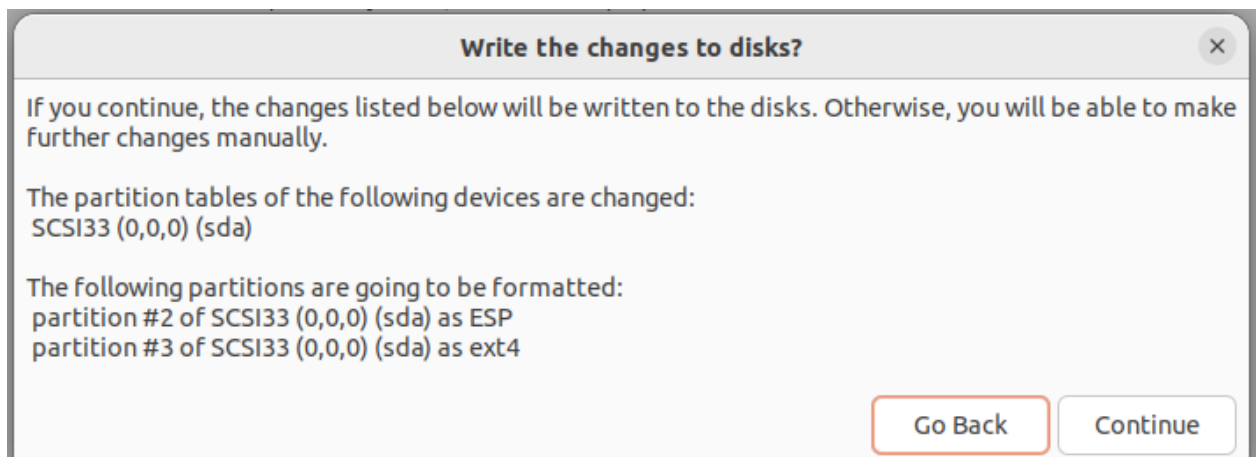 Write the changes to disks?
If you continue, the changes listed below will be written to the disks. Otherwise, you will be able to make
further changes manually.
The partition tables of the following devices are changed:
SCSI33 (0,0,0) (sda)
The following partitions are going to be formatted:
partition #2 of SCSI33 (0,0,0) (sda) as ESP
partition #3 of SCSI33 (0,0,0) (sda) as ext4
Go Back
Continue